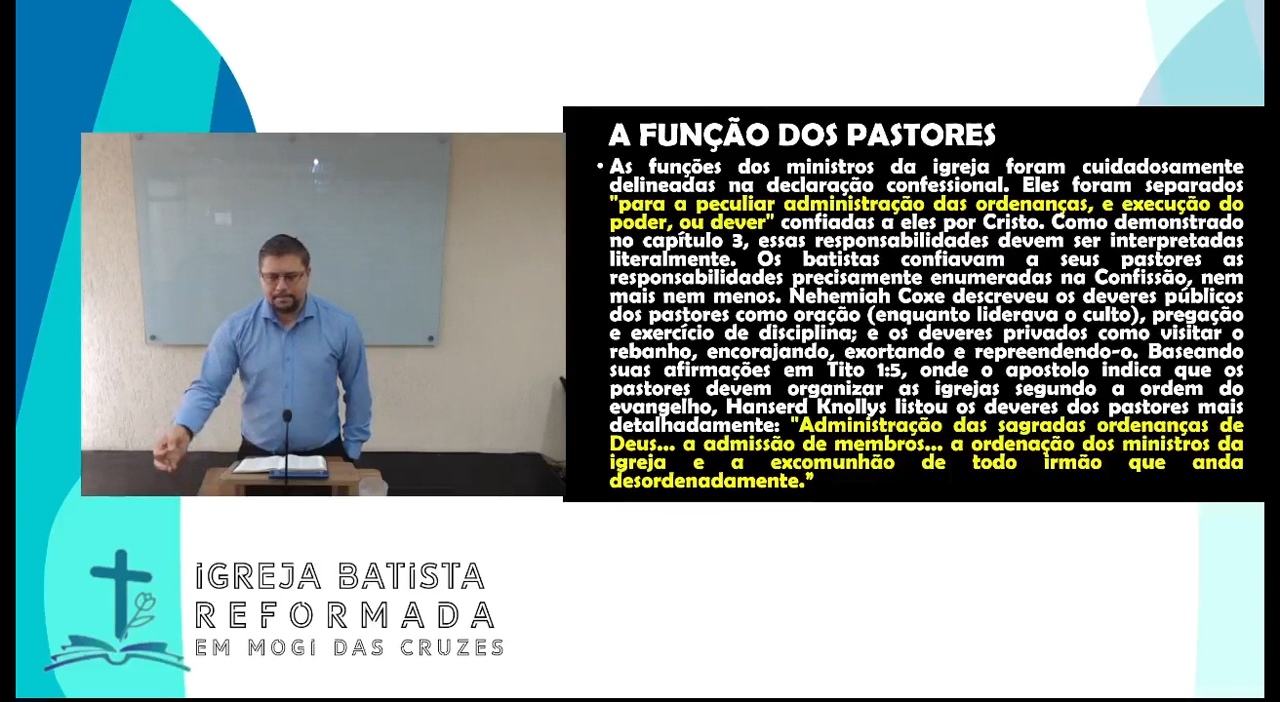 A FUNÇÃO DOS PASTORES
• As funções dos ministros da igreja foram cuidadosamente
delineadas na declaração confessional. Eles foram separados
"para a peculiar administração das ordenanças, e execução do
poder, ou dever" confiadas a eles por Cristo. Como demonstrado
no capítulo 3, essas responsabilidades devem ser interpretadas
literalmente. Os batistas confiavam a seus pastores as
responsabilidades precisamente enumeradas na Confissão, nem
mais nem menos. Nehemiah Coxe descreveu os deveres públicos
dos pastores como oração (enquanto liderava o culto), pregação
e exercício de disciplina; e os deveres privados como visitar o
rebanho, encorajando, exortando e repreendendo-o. Baseando
suas afirmações em Tito 1:5, onde o apostolo indica que os
pastores devem organizar as igrejas segundo a ordem do
evangelho, Hanserd Knollys listou os deveres dos pastores mais
detalhadamente: "Administração das sagradas ordenanças de
Deus... a admissão de membros... a ordenação dos ministros da
igreja e a excomunhão de todo irmão que anda
desordenadamente."
IGREJA BATISTA
REFORMADA
EM MOGI DAS CRUZES